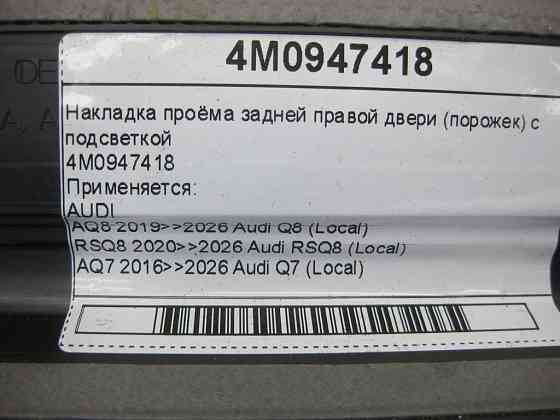 4M0947418
Накладка проёма задней правой двери (порожек) с
подсветкой
4M0947418
Применяется:
AUDI
AQ8 2019>>2026 Audi Q8 (Local)
RSQ8 2020>>2026 Audi RSQ8 (Local)
AQ7 2016>>2026 Audi Q7 (Local)